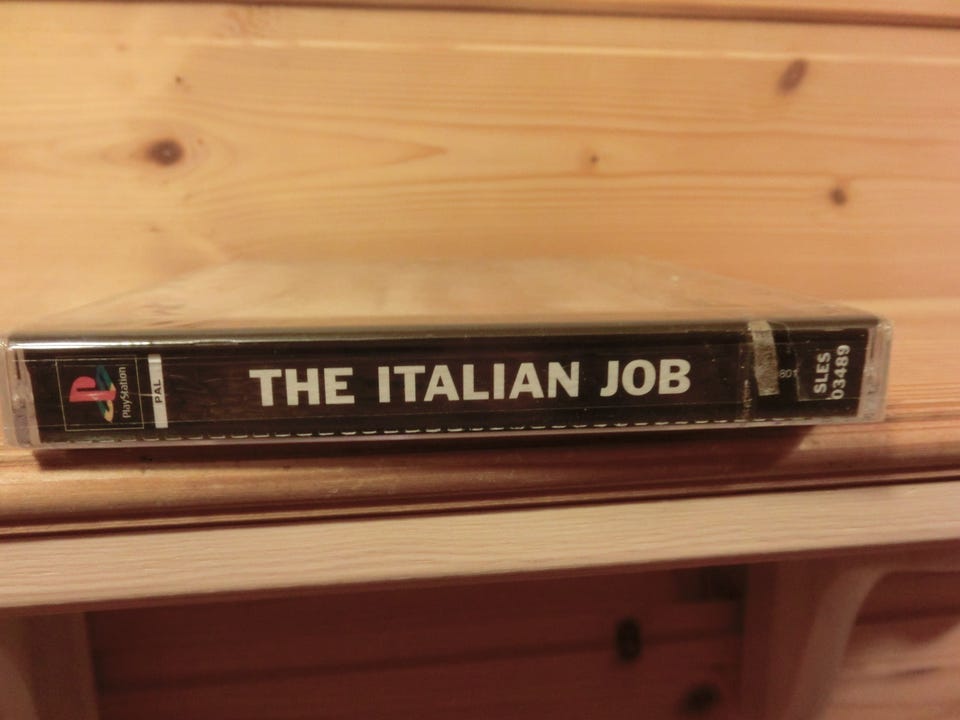 PlayStation
PAL
THE ITALIAN JOB
SLES
03489